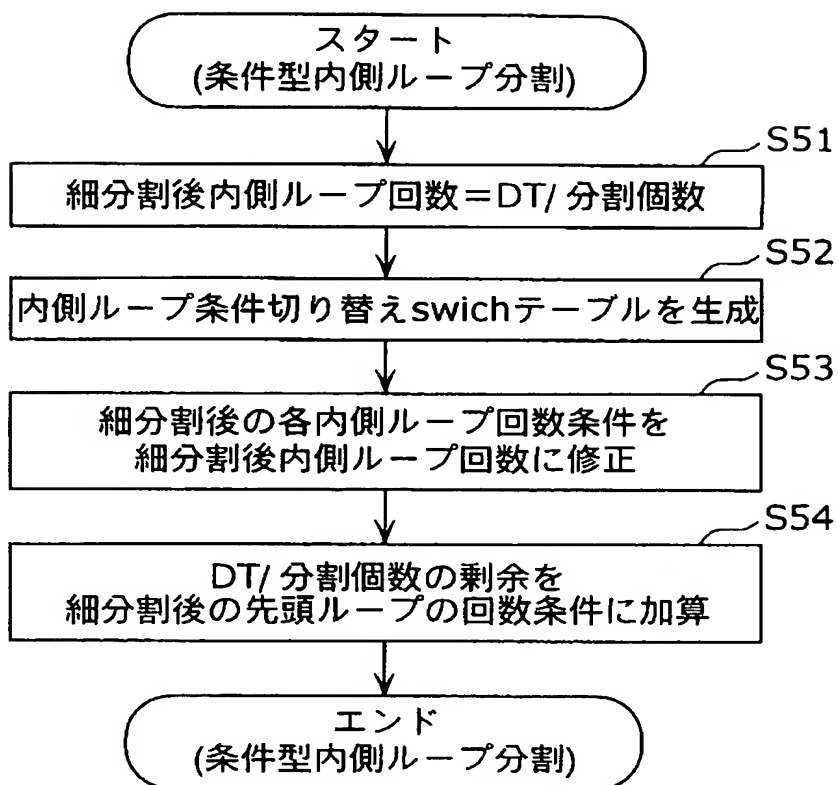 スタート
(条件型内側ループ分割)
S51
細分割後内側ループ回数=DT/分割個数
S52
内側ループ条件切り替えswichテーブルを生成
S53
細分割後の各内側ループ回数条件を
細分割後内側ループ回数に修正
S54
DT/分割個数の剰余を
細分割後の先頭ループの回数条件に加算
エンド
(条件型内側ループ分割)